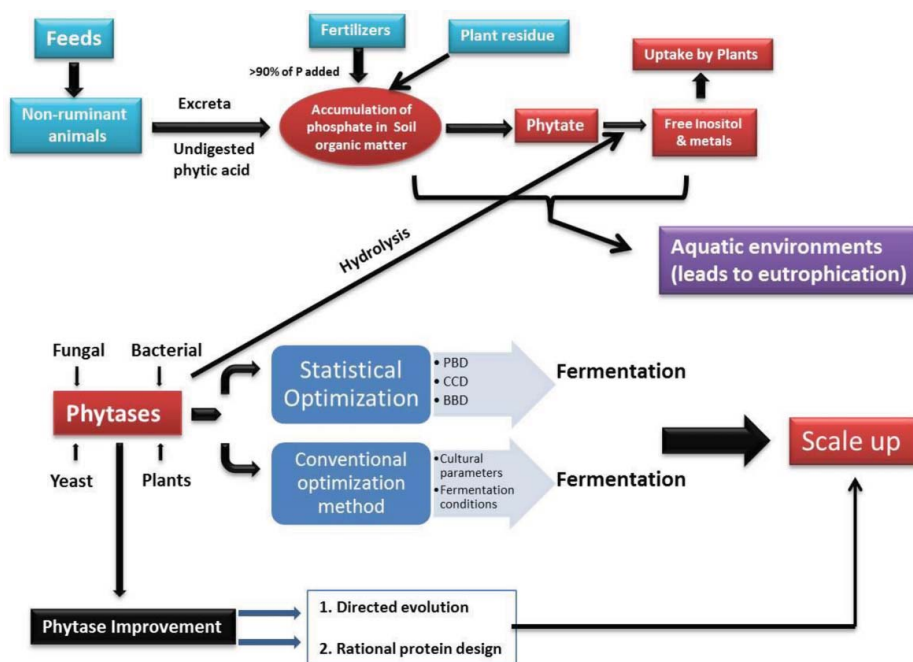 Feeds
Fertilizers
Plant residue
Uptake by Plants
>90% of P added
Non-ruminant
animals
Excreta
Undigested
phytic acid
Accumulation of
phosphate in Soil
organic matter
Phytate
Free Inositol
& metals
Hydrolysis
Aquatic environments
(leads to eutrophication)
Fungal
Bacterial
Phytases
Yeast
Plants
Statistical
Optimization
• PBD
• CCD
• BBD
Fermentation
Conventional
optimization
method
•Cultural
parameters
•Fermentation
conditions
Fermentation
Scale up
Phytase Improvement
1. Directed evolution
2. Rational protein design